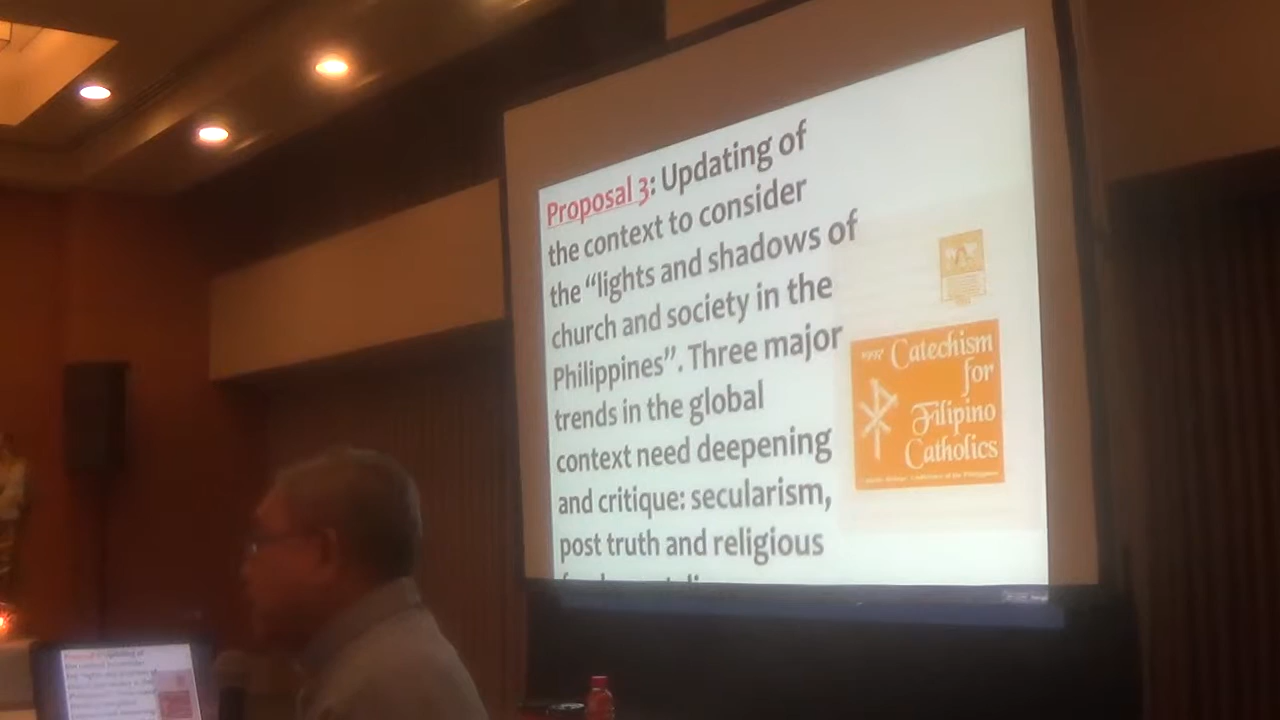 Proposal 3: Updating of
the context to consider
the “lights and shadows of
church and society in the
Philippines”. Three major
trends in the global
context need deepening
and critique: secularism,
post truth and religious
Catechism
for
Filipino
Catholics